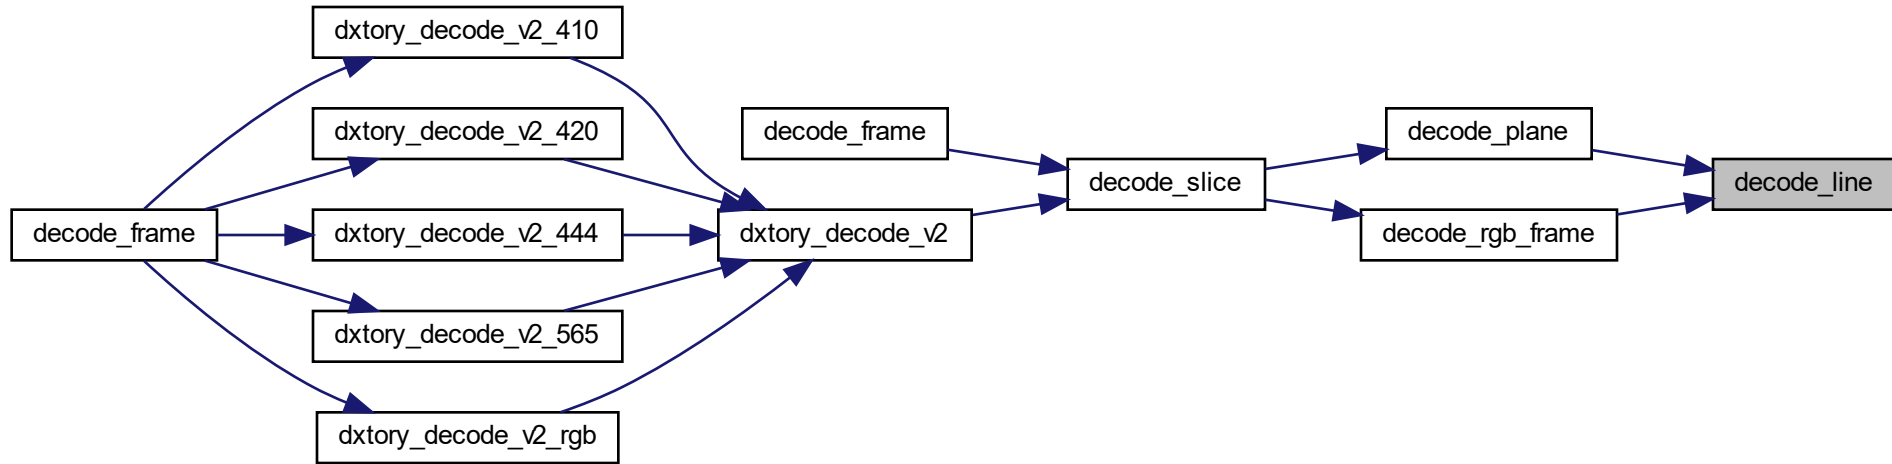 dxtory_decode_v2_410
dxtory_decode_v2_420
decode_frame
decode_plane
decode_slice
decode_line
decode_frame
dxtory_decode_v2_444
dxtory_decode_v2
decode_rgb_frame
dxtory_decode_v2_565
dxtory_decode_v2_rgb